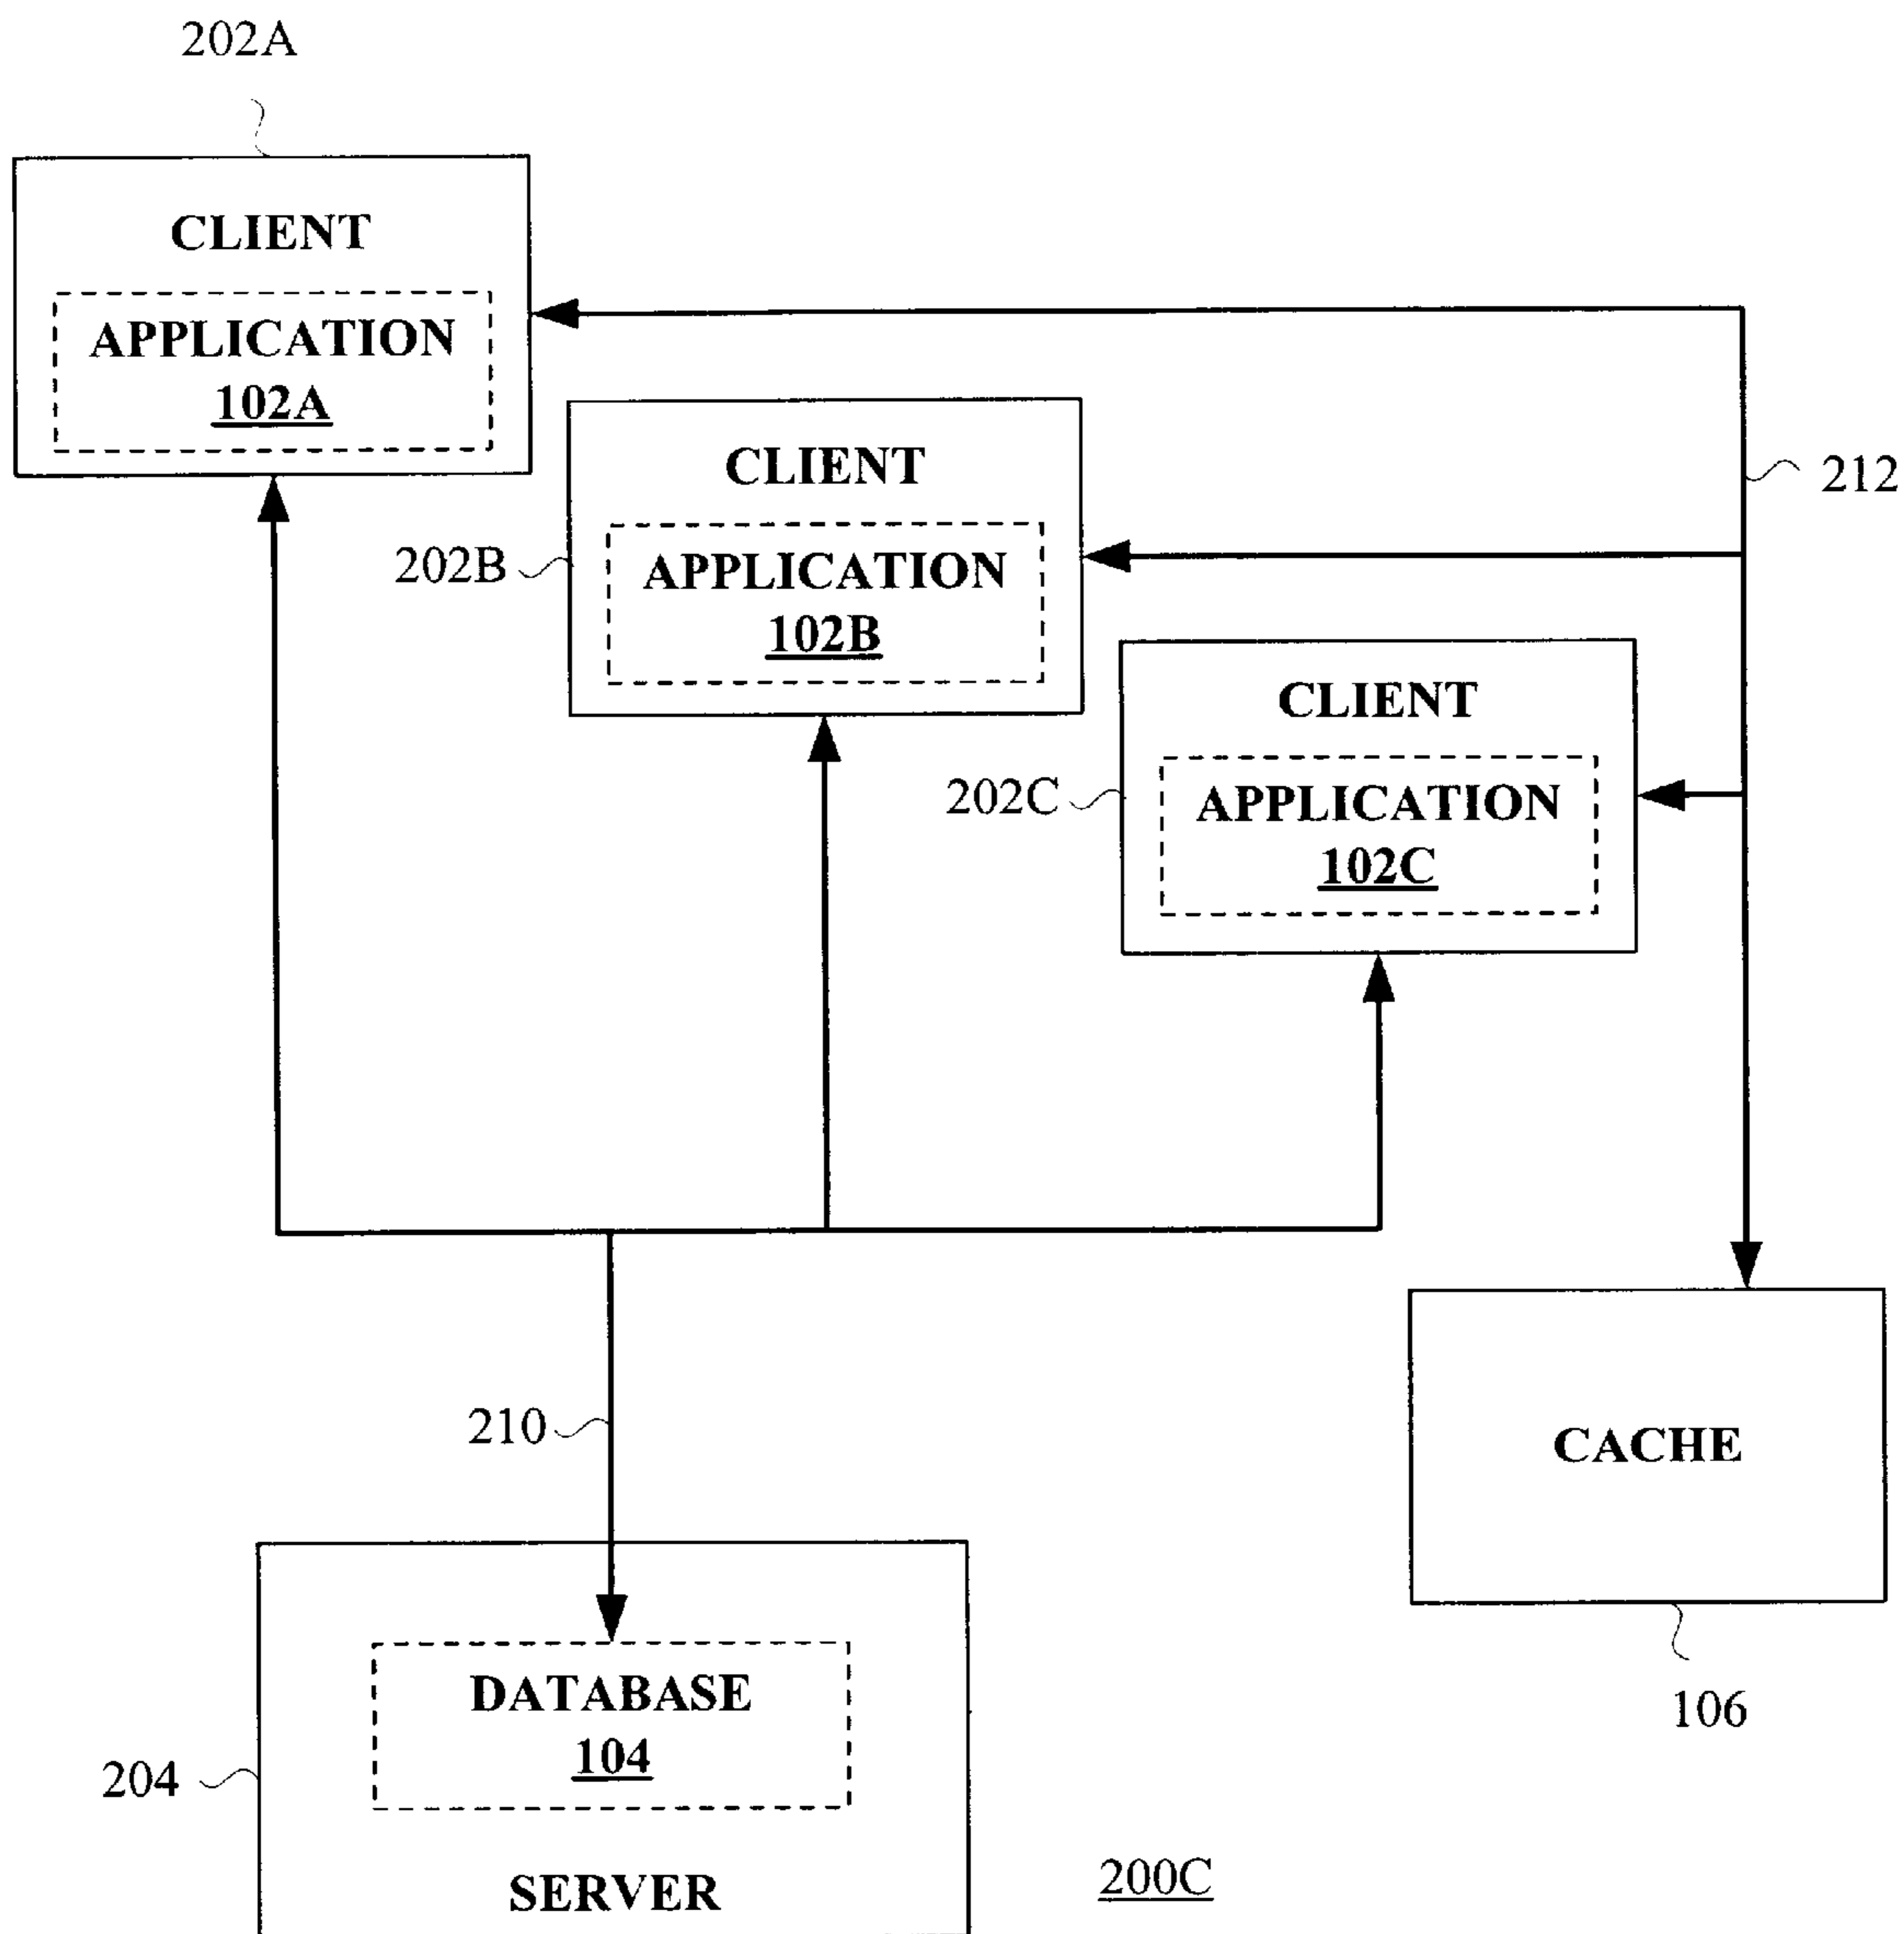 202A
CLIENT
APPLICATION
102A
212
CLIENT
202B
APPLICATION
102B
CLIENT
202C
APPLICATION
102C
210
CACHE
DATABASE
104
106
204
SERVER
200C